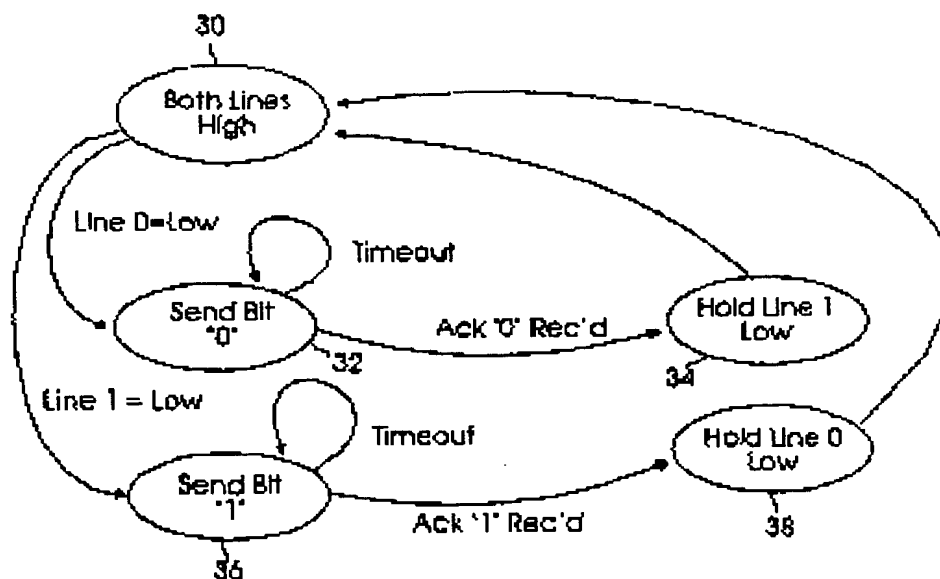 30
Both Lines
High
Line 0=Low
Timeout
Send Bit
"0"
Ack "0" Rec'd
Hold Line 1
Low
32
34
Line 1 = Low
Timeout
Hold Line 0
Low
Send Bit
"1"
Ack "1" Rec'd
38
36